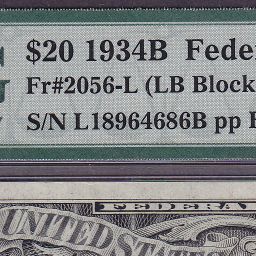 $20 1934B Feder
Fr#2056-L (LB Block
S/N L18964686B pp
FEDERA
UNITED STATES